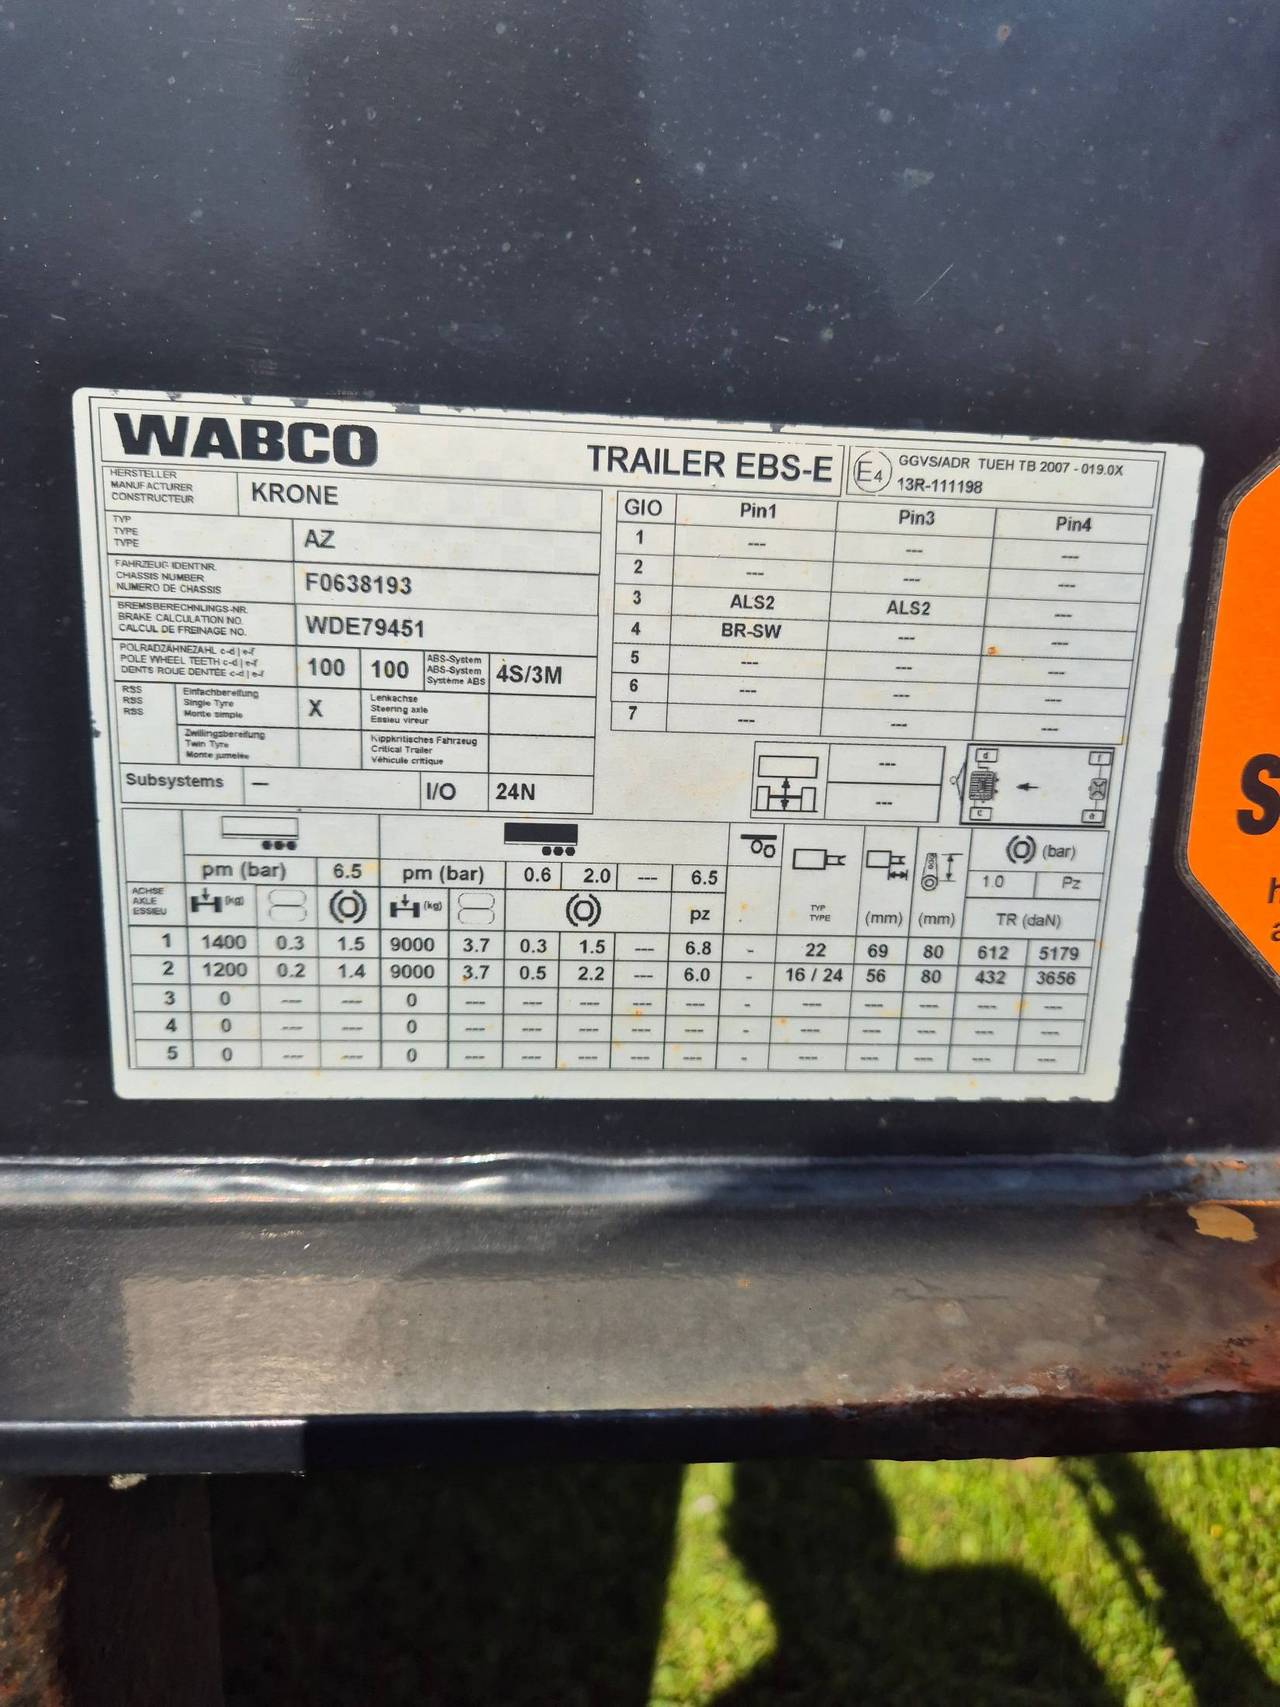 WABCO
TRAILER EBS-E
E4
GGVS/ADR TUEH TB 2007 - 019.0X
13R-111198
HERSTELLER
MANUFACTURER
CONSTRUCTEUR
KRONE
TYP
TYPE
TYPE
AZ
FAHRZEUG IDENTNR.
CHASSIS NUMBER
NUMERO DE CHASSIS
F0638193
BREMSBERECHNUNGS-NR.
BRAKE CALCULATION NO.
CALCUL DE FREINAGE NO.
WDE79451
POLRADZÄHNEZAHL c-d | e-f
POLE WHEEL TEETH c-d | e-f
DENTS ROUE DENTÉE c-d | e-f
100 100
ABS-System
ABS-System
Système ABS
4S/3M
RSS
RSS
RSS
Einfachbereifung
Single Tyre
Monte simple
X
Lenkachse
Steering axle
Essieu vireur
Zwillingsbereifung
Twin Tyre
Monte jumelée
Kippkritisches Fahrzeug
Critical Trailer
Véhicule critique
Subsystems — I/O 24N
GIO Pin1 Pin3 Pin4
1 --- --- ---
2 --- --- ---
3 ALS2 ALS2 ---
4 BR-SW --- ---
5 --- --- ---
6 --- --- ---
7 --- --- ---
---
---
d f
c e
pm (bar) 6.5 pm (bar) 0.6 2.0 --- 6.5
(bar)
1.0 Pz
ACHSE
AXLE
ESSIEU
(kg) (kg) pz
TYP
TYPE
(mm) (mm) TR (daN)
1 1400 0.3 1.5 9000 3.7 0.3 1.5 --- 6.8 - 22 69 80 612 5179
2 1200 0.2 1.4 9000 3.7 0.5 2.2 --- 6.0 - 16 / 24 56 80 432 3656
3 0 --- --- 0 --- --- --- --- --- - --- --- --- --- ---
4 0 --- --- 0 --- --- --- --- --- - --- --- --- --- ---
5 0 --- --- 0 --- --- --- --- --- - --- --- --- --- ---
S